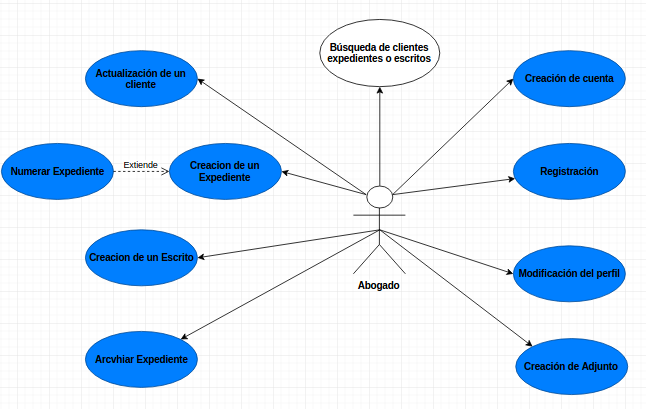 Búsqueda de clientes
expedientes o escritos
Actualización de un
cliente
Creación de cuenta
Numerar Expediente
Extiende
Creacion de un
Expediente
Registración
Creacion de un Escrito
Modificación del perfil
Abogado
Arcvhiar Expediente
Creación de Adjunto